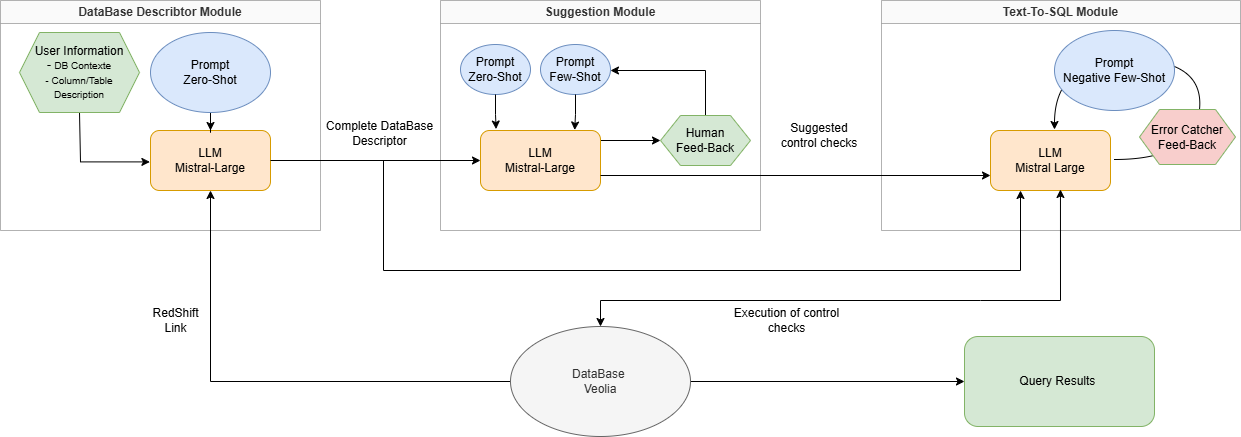 DataBase Describtor Module
User Information
- DB Contexte
- Column/Table
Description
Prompt
Zero-Shot
LLM
Mistral-Large
Complete DataBase
Descriptor
Suggestion Module
Prompt
Zero-Shot
Prompt
Few-Shot
LLM
Mistral-Large
Human
Feed-Back
Suggested
control checks
Text-To-SQL Module
Prompt
Negative Few-Shot
Error Catcher
Feed-Back
LLM
Mistral Large
RedShift
Link
Execution of control
checks
DataBase
Veolia
Query Results